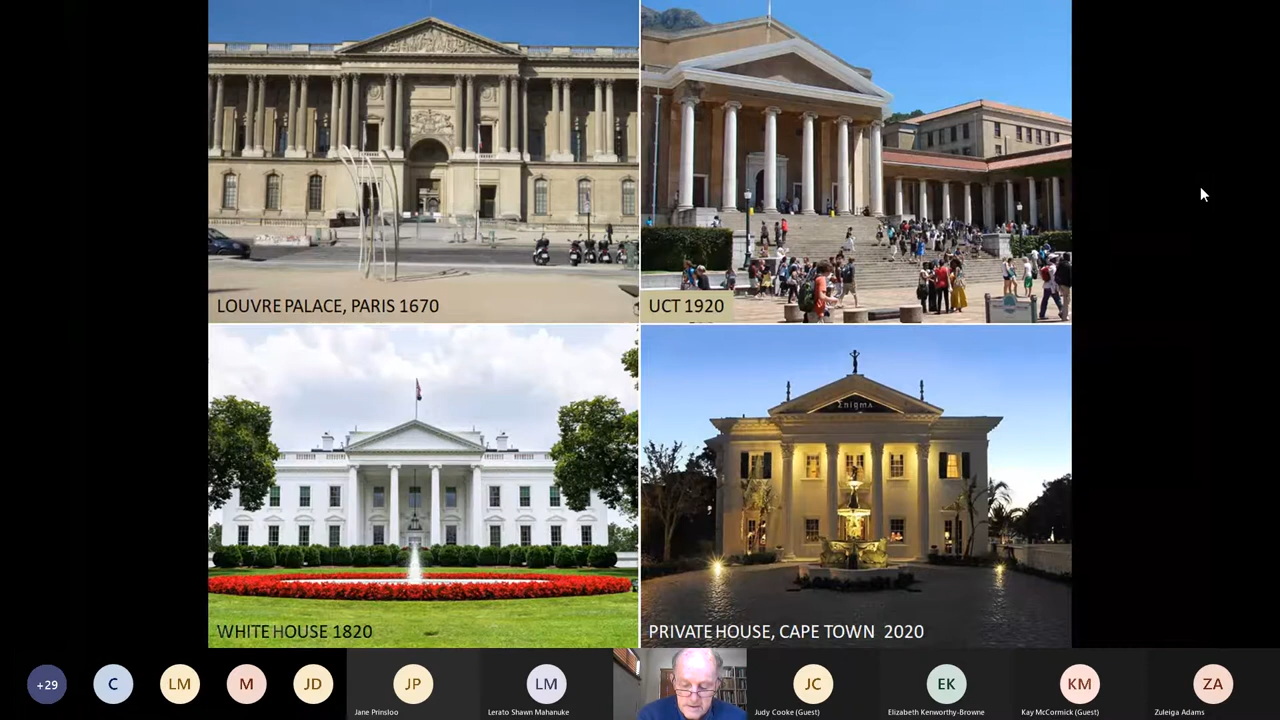 LOUVRE PALACE, PARIS 1670
UCT 1920
ΣnigmA
WHITE HOUSE 1820
PRIVATE HOUSE, CAPE TOWN 2020
+29
C
LM
M
JD
JP
Jane Prinsloo
LM
Lerato Shawn Mahanuke
JC
Judy Cooke (Guest)
EK
Elizabeth Kenworthy-Browne
KM
Kay McCormick (Guest)
ZA
Zuleiga Adams